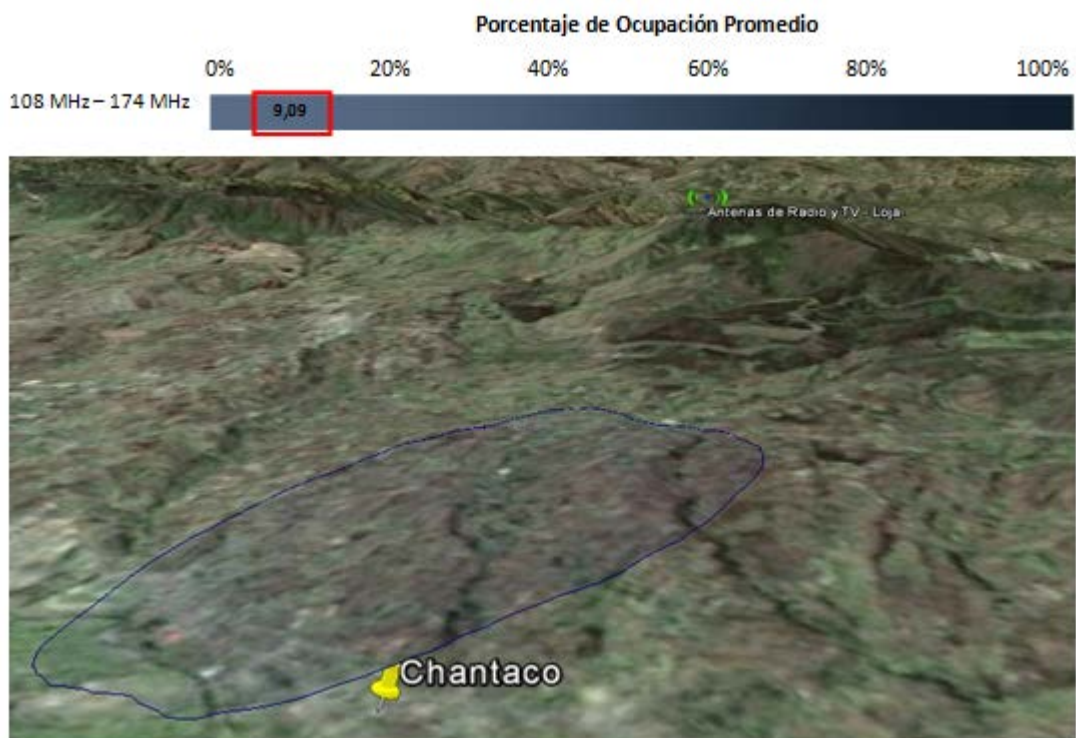 Porcentaje de Ocupación Promedio
0% 20% 40% 60% 80% 100%
108 MHz – 174 MHz 9,09
Antenas de Radio y TV - Loja
Chantaco